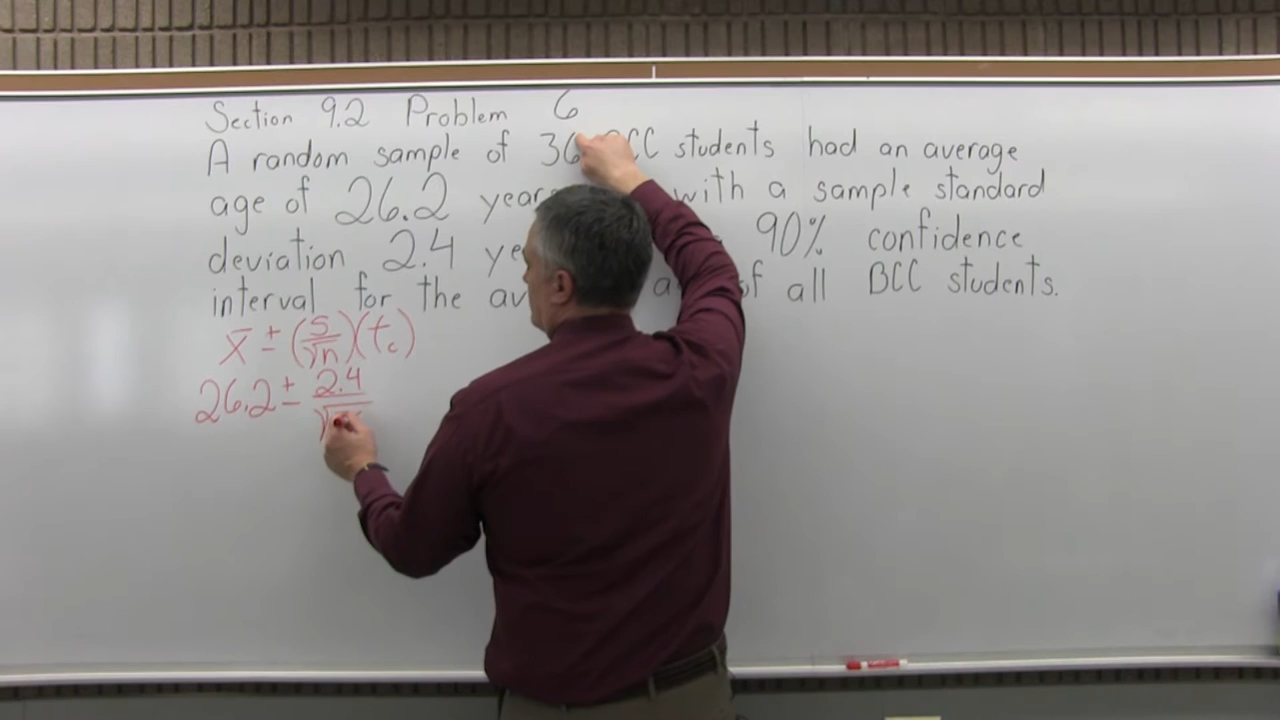 Section 9.2 Problem 6
A random sample of 36 BCC students had an average
age of 26.2 years with a sample standard
deviation 2.4 90% confidence
interval for the of all BCC students.
x̄ ± (s/√n)(t_c)
26.2 ± 2.4/√